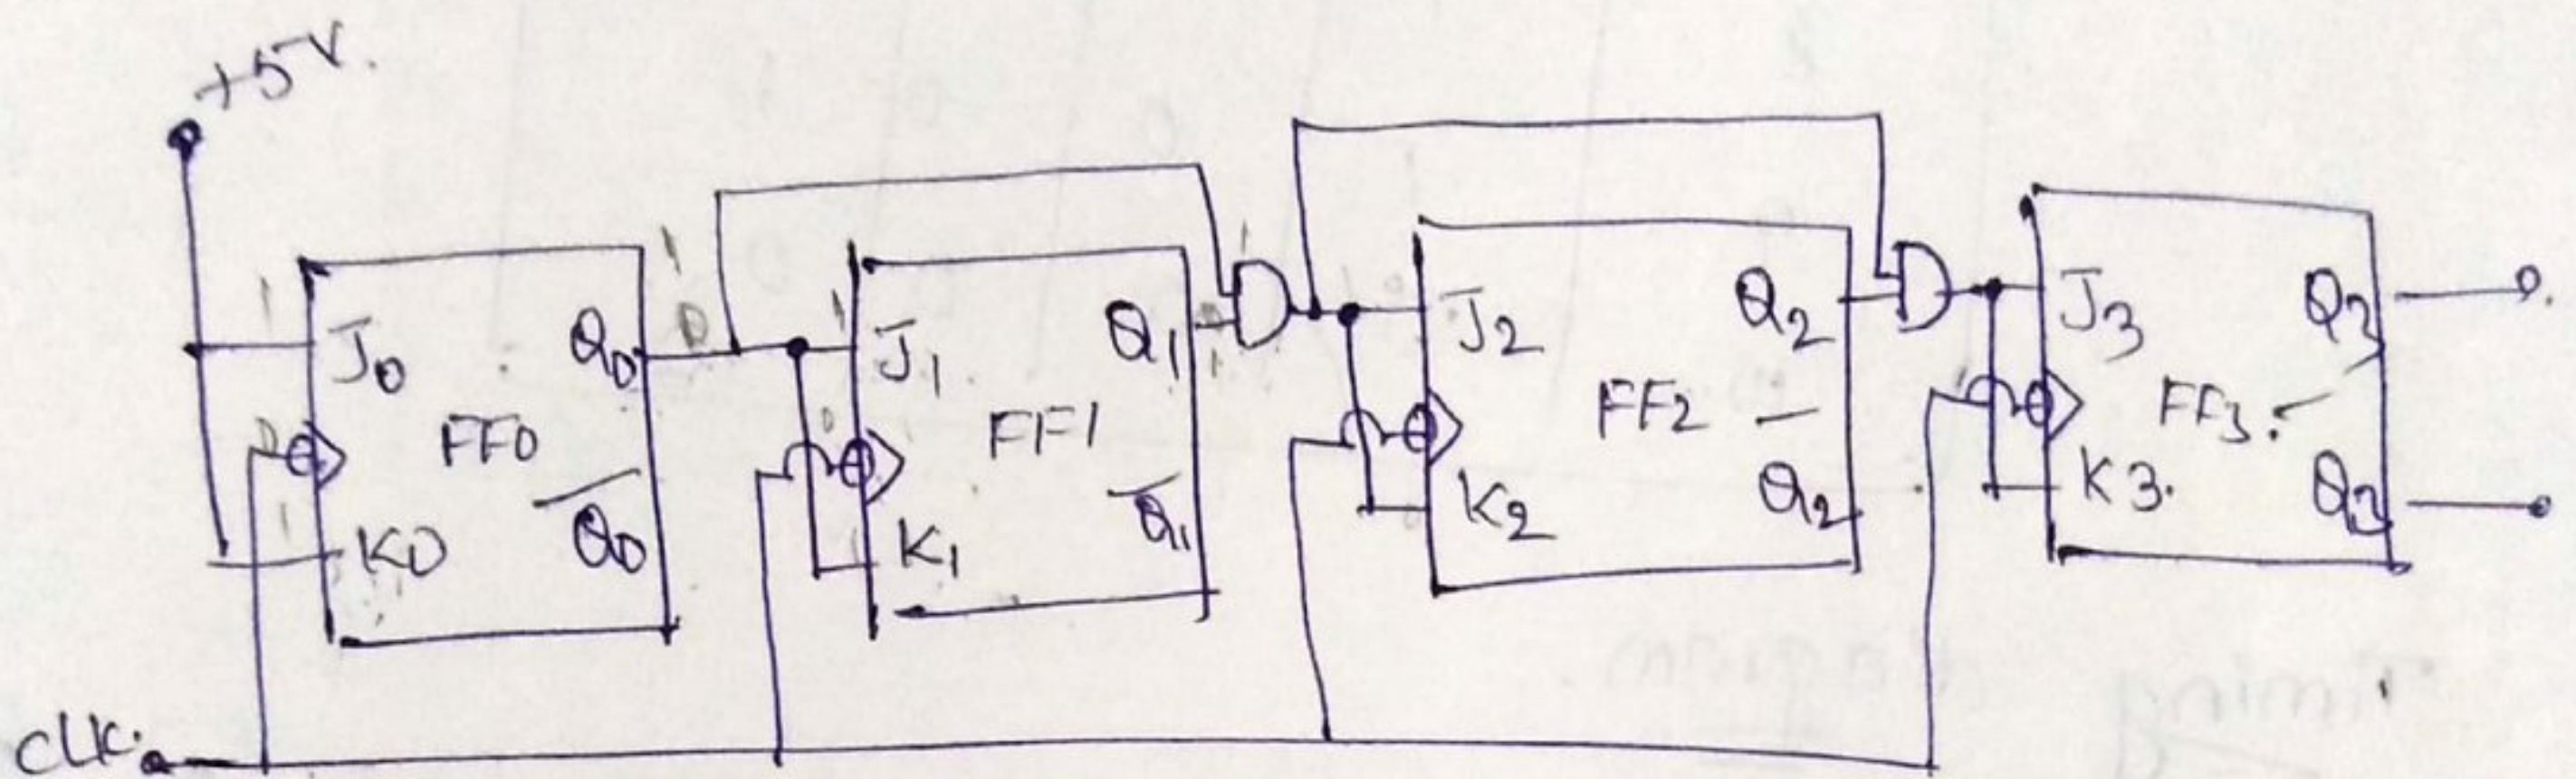 +5V.
J0 Q0 J1 Q1 J2 Q2 J3 Q3
FF0 FF1 FF2 FF3.
K0 Q̅0 K1 Q̅1 K2 Q̅2 K3. Q̅3
CLK.